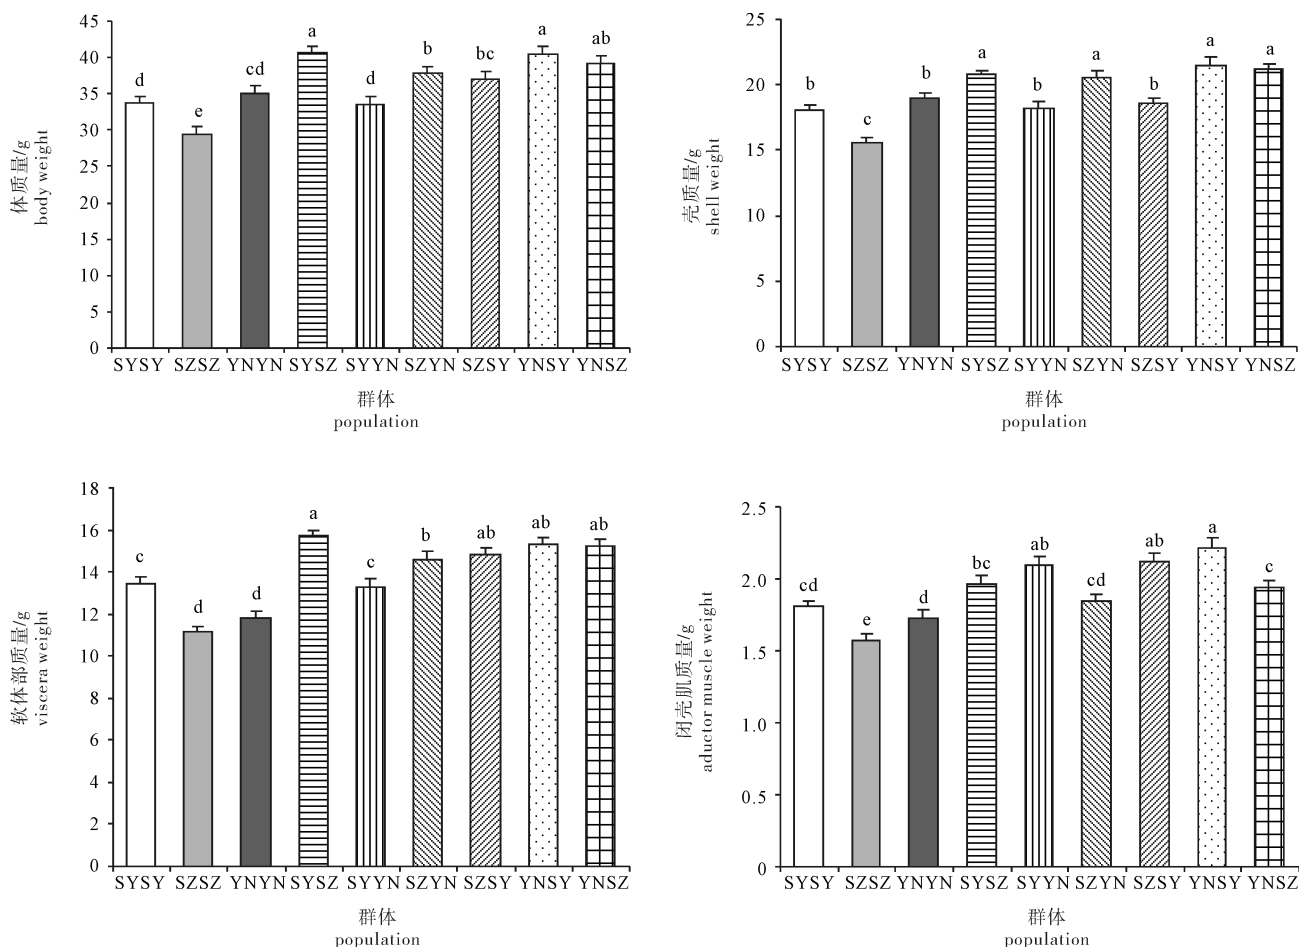 体质量/g
body weight
45
40
35
30
25
20
15
10
5
0
d
e
cd
a
d
b
bc
a
ab
SYSY SZSZ YNYN SYSZ SYYN SZYN SZSY YNSY YNSZ
群体
population
壳质量/g
shell weight
25
20
15
10
5
0
b
c
b
a
b
a
b
a
a
SYSY SZSZ YNYN SYSZ SYYN SZYN SZSY YNSY YNSZ
群体
population
软体部质量/g
viscera weight
18
16
14
12
10
8
6
4
2
0
c
d
d
a
c
b
ab
ab
ab
SYSY SZSZ YNYN SYSZ SYYN SZYN SZSY YNSY YNSZ
群体
population
闭壳肌质量/g
aductor muscle weight
2.5
2.0
1.5
1.0
0.5
0
cd
e
d
bc
ab
cd
ab
a
c
SYSY SZSZ YNYN SYSZ SYYN SZYN SZSY YNSY YNSZ
群体
population